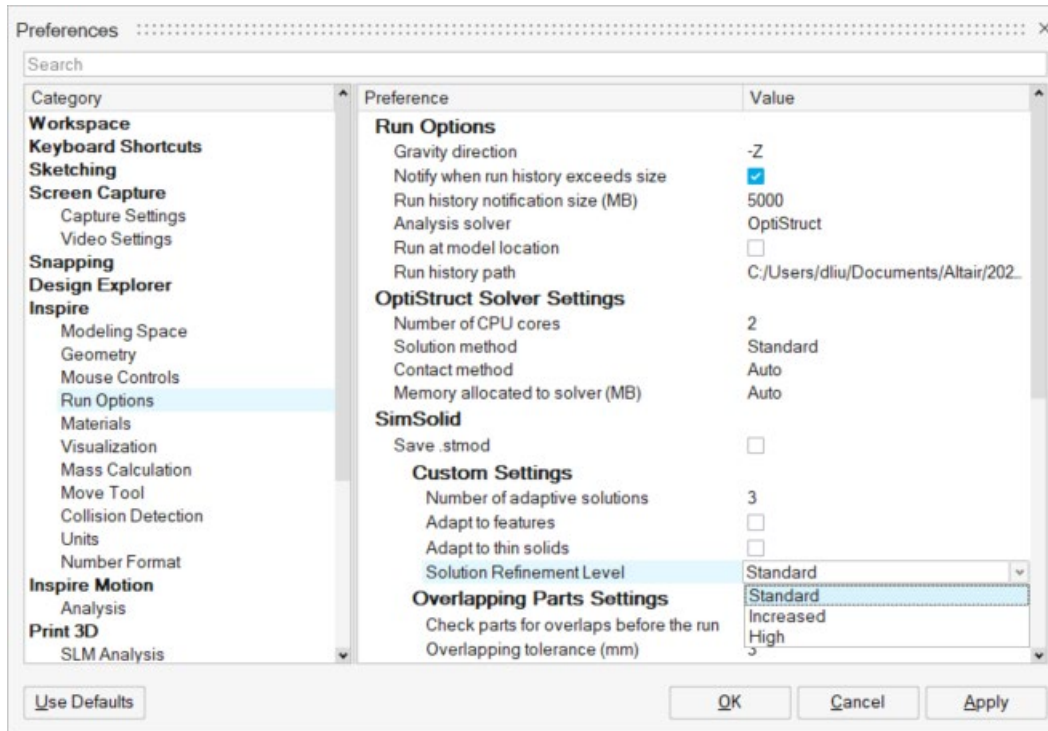 Preferences
Search
Category
Workspace
Keyboard Shortcuts
Sketching
Screen Capture
Capture Settings
Video Settings
Snapping
Design Explorer
Inspire
Modeling Space
Geometry
Mouse Controls
Run Options
Materials
Visualization
Mass Calculation
Move Tool
Collision Detection
Units
Number Format
Inspire Motion
Analysis
Print 3D
SLM Analysis
Preference Value
Run Options
Gravity direction -Z
Notify when run history exceeds size
Run history notification size (MB) 5000
Analysis solver OptiStruct
Run at model location
Run history path C:/Users/dliu/Documents/Altair/202...
OptiStruct Solver Settings
Number of CPU cores 2
Solution method Standard
Contact method Auto
Memory allocated to solver (MB) Auto
SimSolid
Save .stmod
Custom Settings
Number of adaptive solutions 3
Adapt to features
Adapt to thin solids
Solution Refinement Level Standard
Standard
Increased
High
Overlapping Parts Settings
Check parts for overlaps before the run
Overlapping tolerance (mm)
Use Defaults
OK Cancel Apply